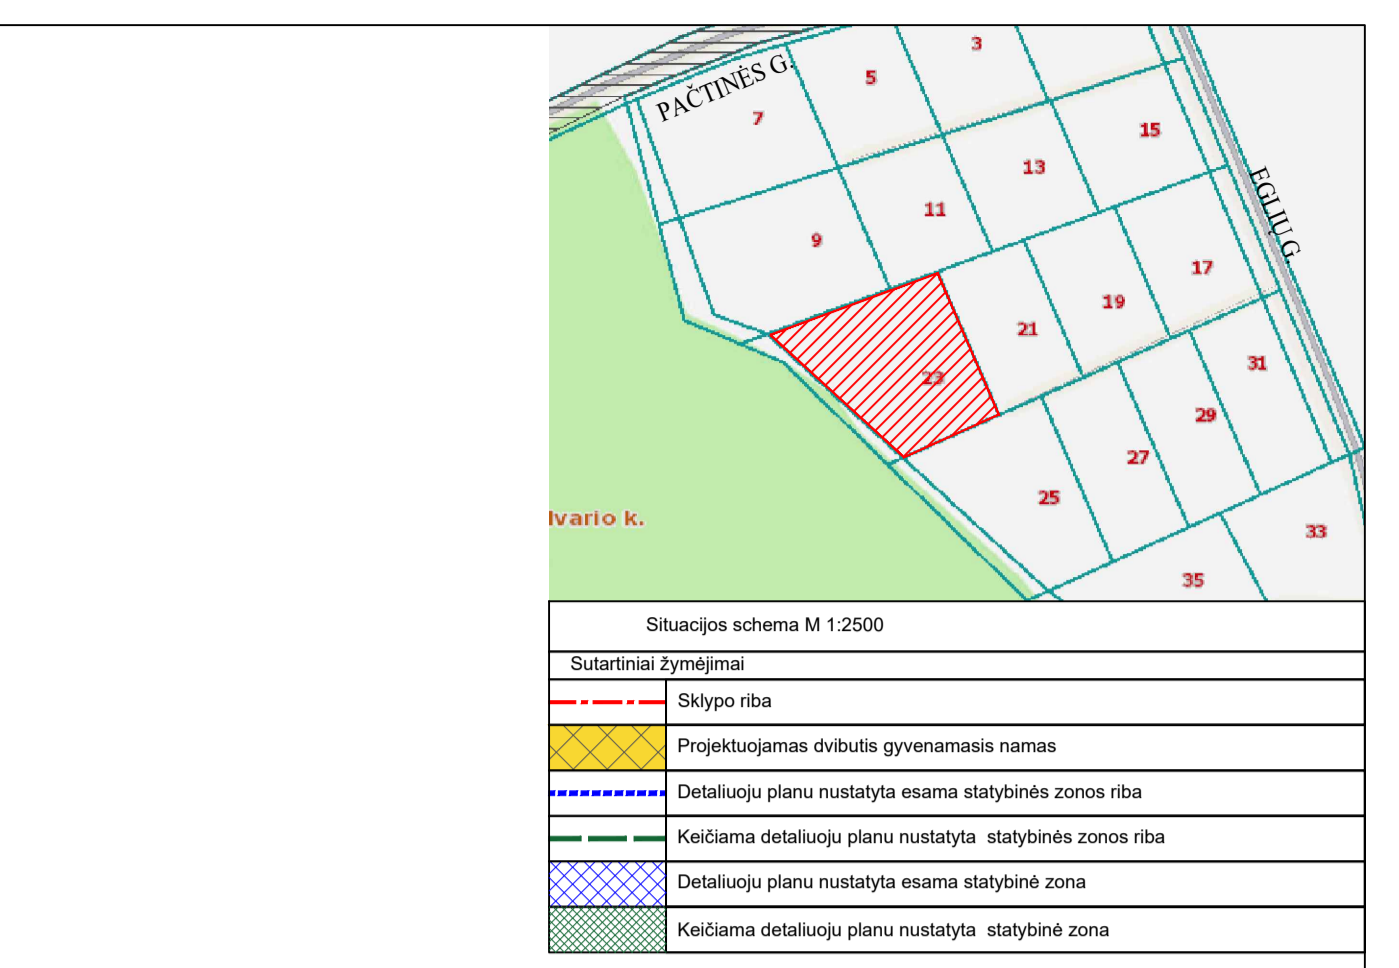 3
5
PAČTINĖS G.
7
15
13
EGLIŲ G.
11
9
17
19
21
31
23
29
27
25
lvario k.
33
35
Situacijos schema M 1:2500
Sutartiniai žymėjimai
Sklypo riba
Projektuojamas dvibutis gyvenamasis namas
Detaliuoju planu nustatyta esama statybinės zonos riba
Keičiama detaliuoju planu nustatyta statybinės zonos riba
Detaliuoju planu nustatyta esama statybinė zona
Keičiama detaliuoju planu nustatyta statybinė zona